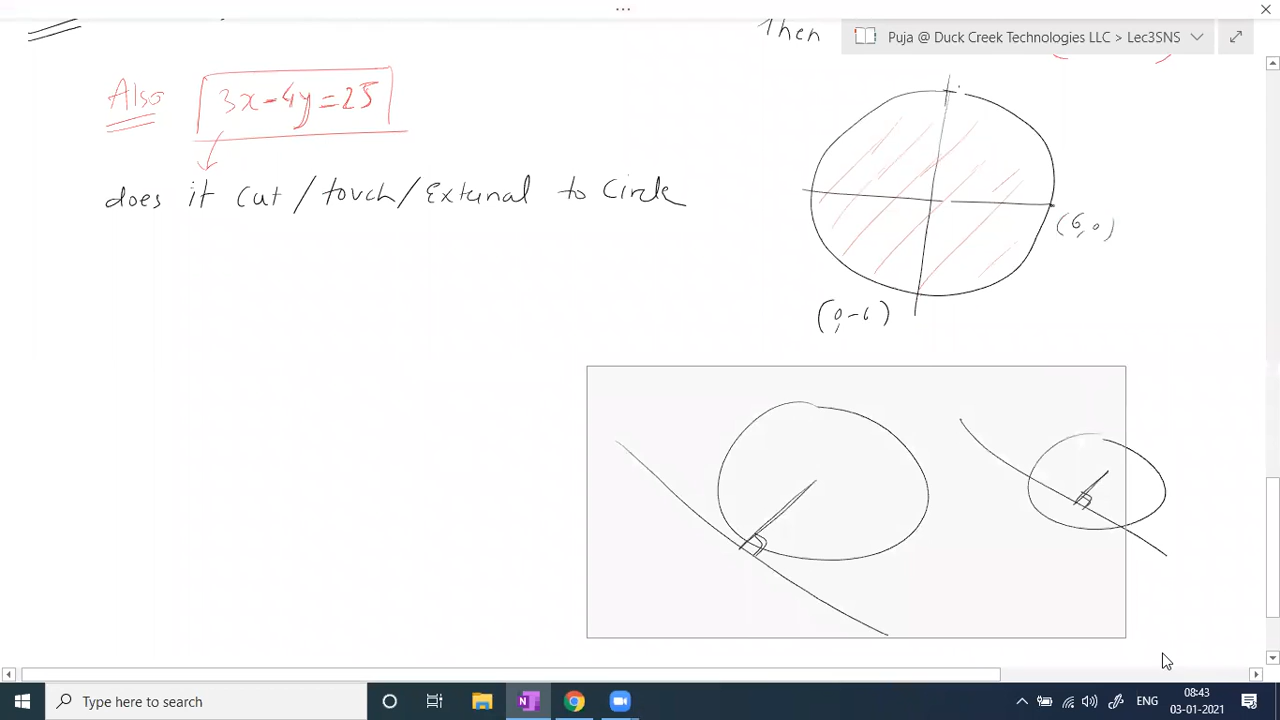 Then
Puja @ Duck Creek Technologies LLC > Lec3SNS
Also 3x-4y=25
does it cut/touch/External to Circle
(6,0)
(0,-6)
Type here to search
ENG
08:43
03-01-2021